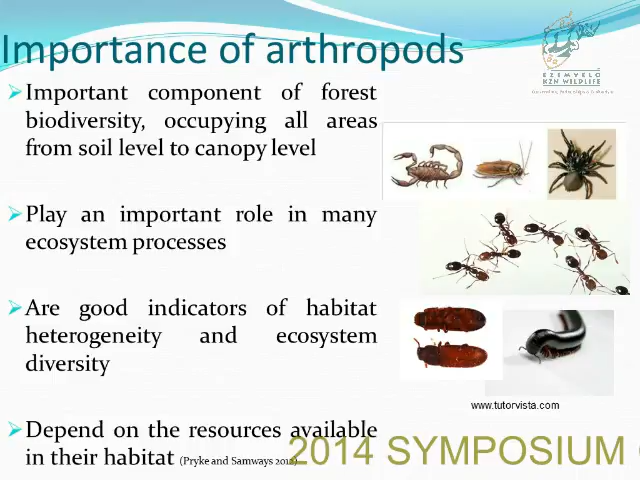 Importance of arthropods
EZEMVELO
KZN WILDLIFE
Important component of forest
biodiversity, occupying all areas
from soil level to canopy level
Play an important role in many
ecosystem processes
Are good indicators of habitat
heterogeneity and ecosystem
diversity
www.tutorvista.com
Depend on the resources available
in their habitat (Pryke and Samways 2012)
2014 SYMPOSIUM